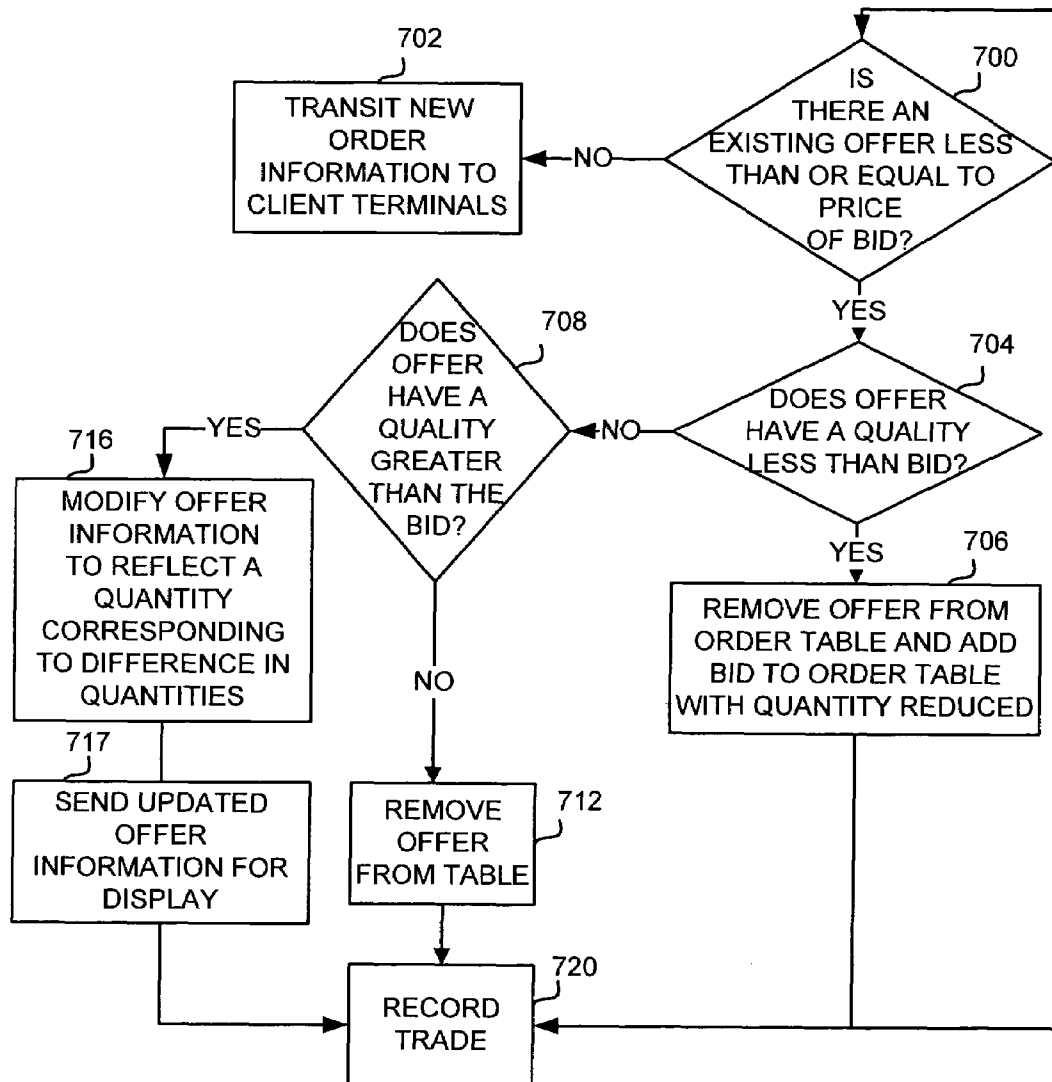 702
TRANSIT NEW
ORDER
INFORMATION TO
CLIENT TERMINALS
NO
700
IS
THERE AN
EXISTING OFFER LESS
THAN OR EQUAL TO
PRICE
OF BID?
YES
704
DOES OFFER
HAVE A QUALITY
LESS THAN BID?
NO
708
DOES
OFFER
HAVE A
QUALITY
GREATER
THAN THE
BID?
YES
716
MODIFY OFFER
INFORMATION
TO REFLECT A
QUANTITY
CORRESPONDING
TO DIFFERENCE IN
QUANTITIES
YES
706
REMOVE OFFER FROM
ORDER TABLE AND ADD
BID TO ORDER TABLE
WITH QUANTITY REDUCED
NO
717
SEND UPDATED
OFFER
INFORMATION FOR
DISPLAY
712
REMOVE
OFFER
FROM TABLE
720
RECORD
TRADE